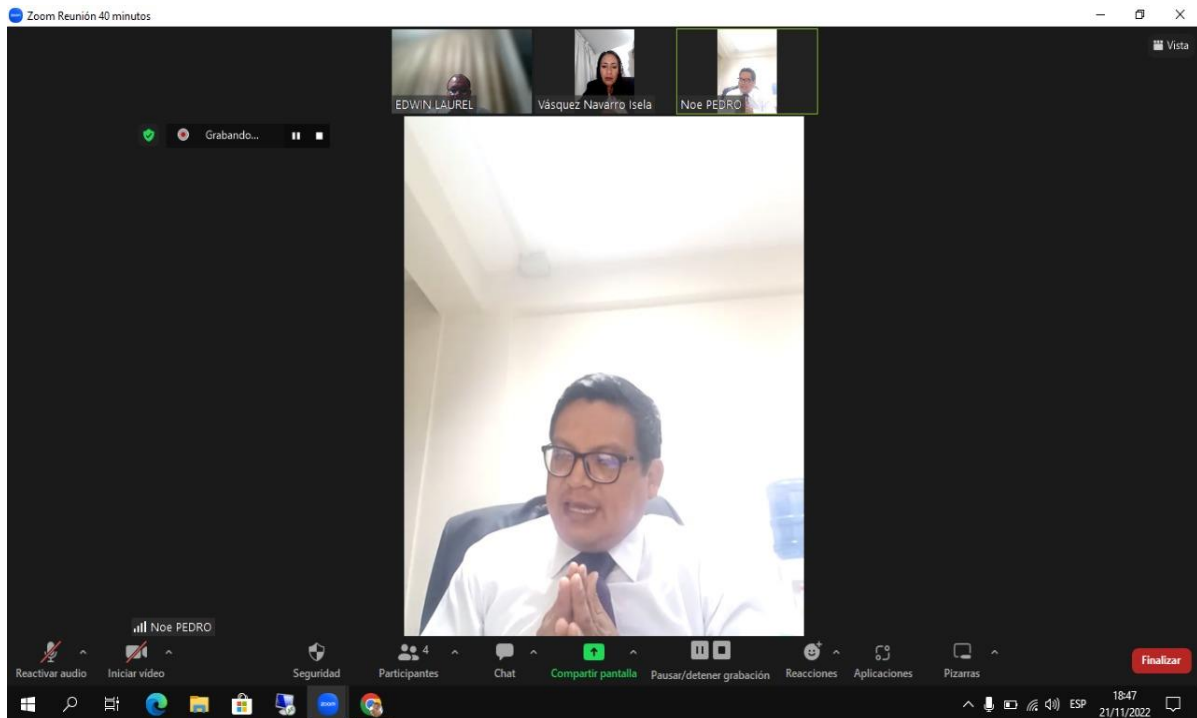 Zoom Reunión 40 minutos
Vista
EDWIN LAUREL
Vásquez Navarro Isela
Noe PEDRO
Grabando...
Noe PEDRO
Reactivar audio
Iniciar video
Seguridad
4
Participantes
Chat
Compartir pantalla
Pausar/detener grabación
Reacciones
Aplicaciones
Pizarras
Finalizar
zoom
ESP
18:47
21/11/2022